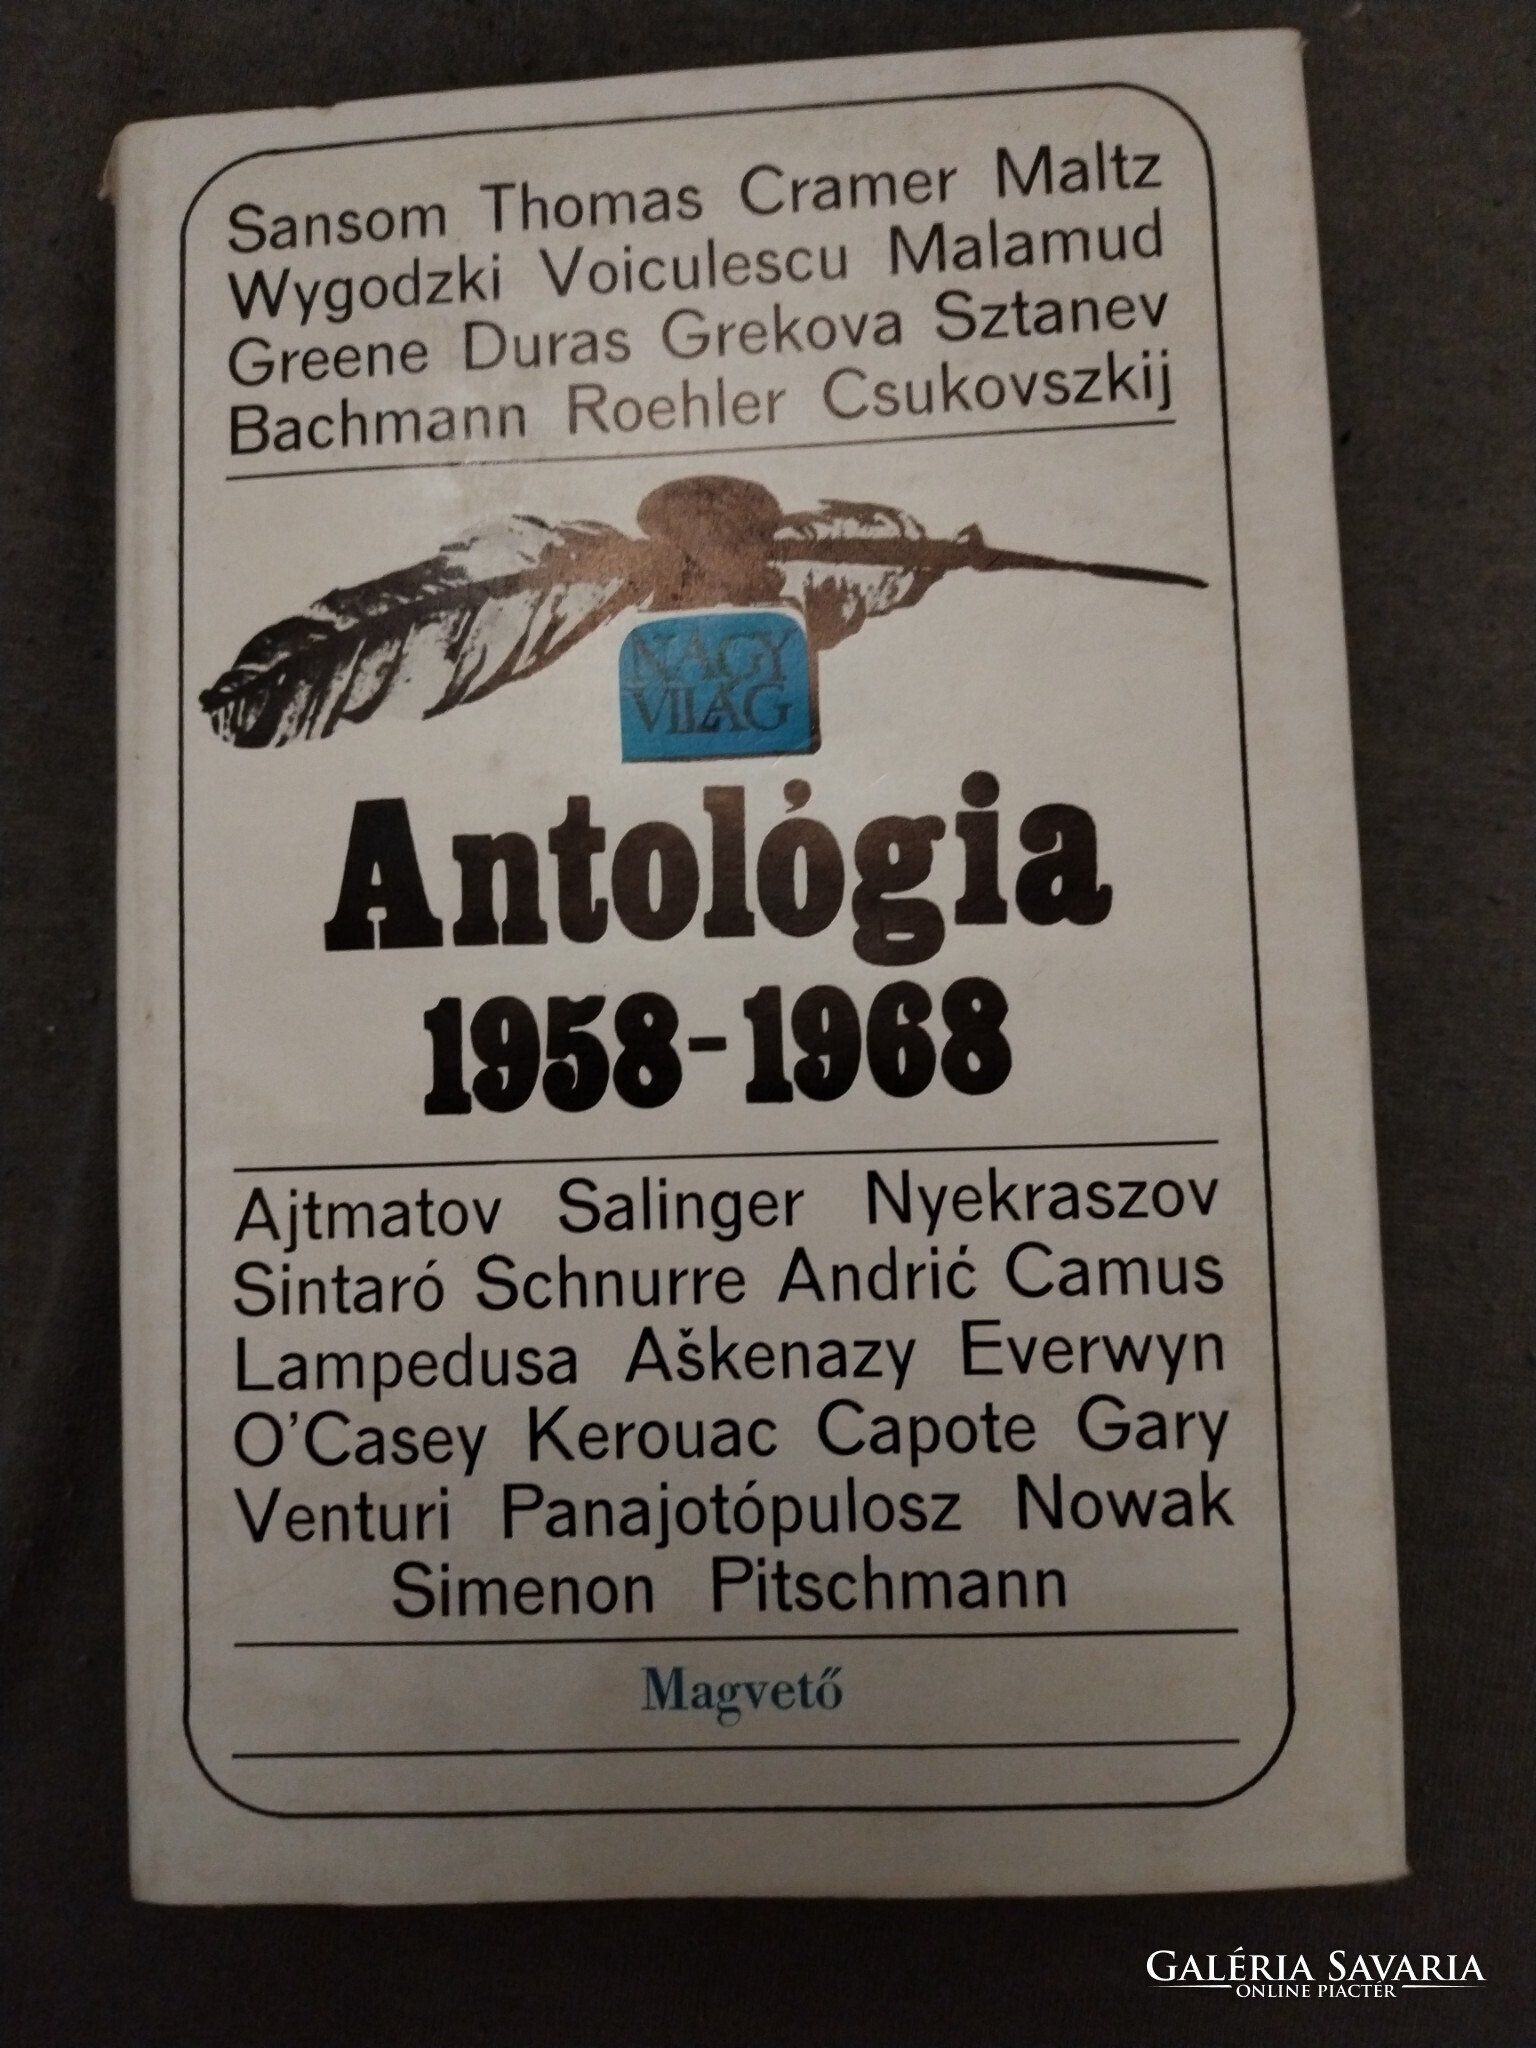 Sansom Thomas Cramer Maltz
Wygodzki Voiculescu Malamud
Greene Duras Grekova Sztanev
Bachmann Roehler Csukovszkij
NAGY
VILÁG
Antológia
1958-1968
Ajtmatov Salinger Nyekraszov
Sintaró Schnurre Andrić Camus
Lampedusa Aškenazy Everwyn
O'Casey Kerouac Capote Gary
Venturi Panajotópulosz Nowak
Simenon Pitschmann
Magvető
GALÉRIA SAVARIA
ONLINE PIACTÉR